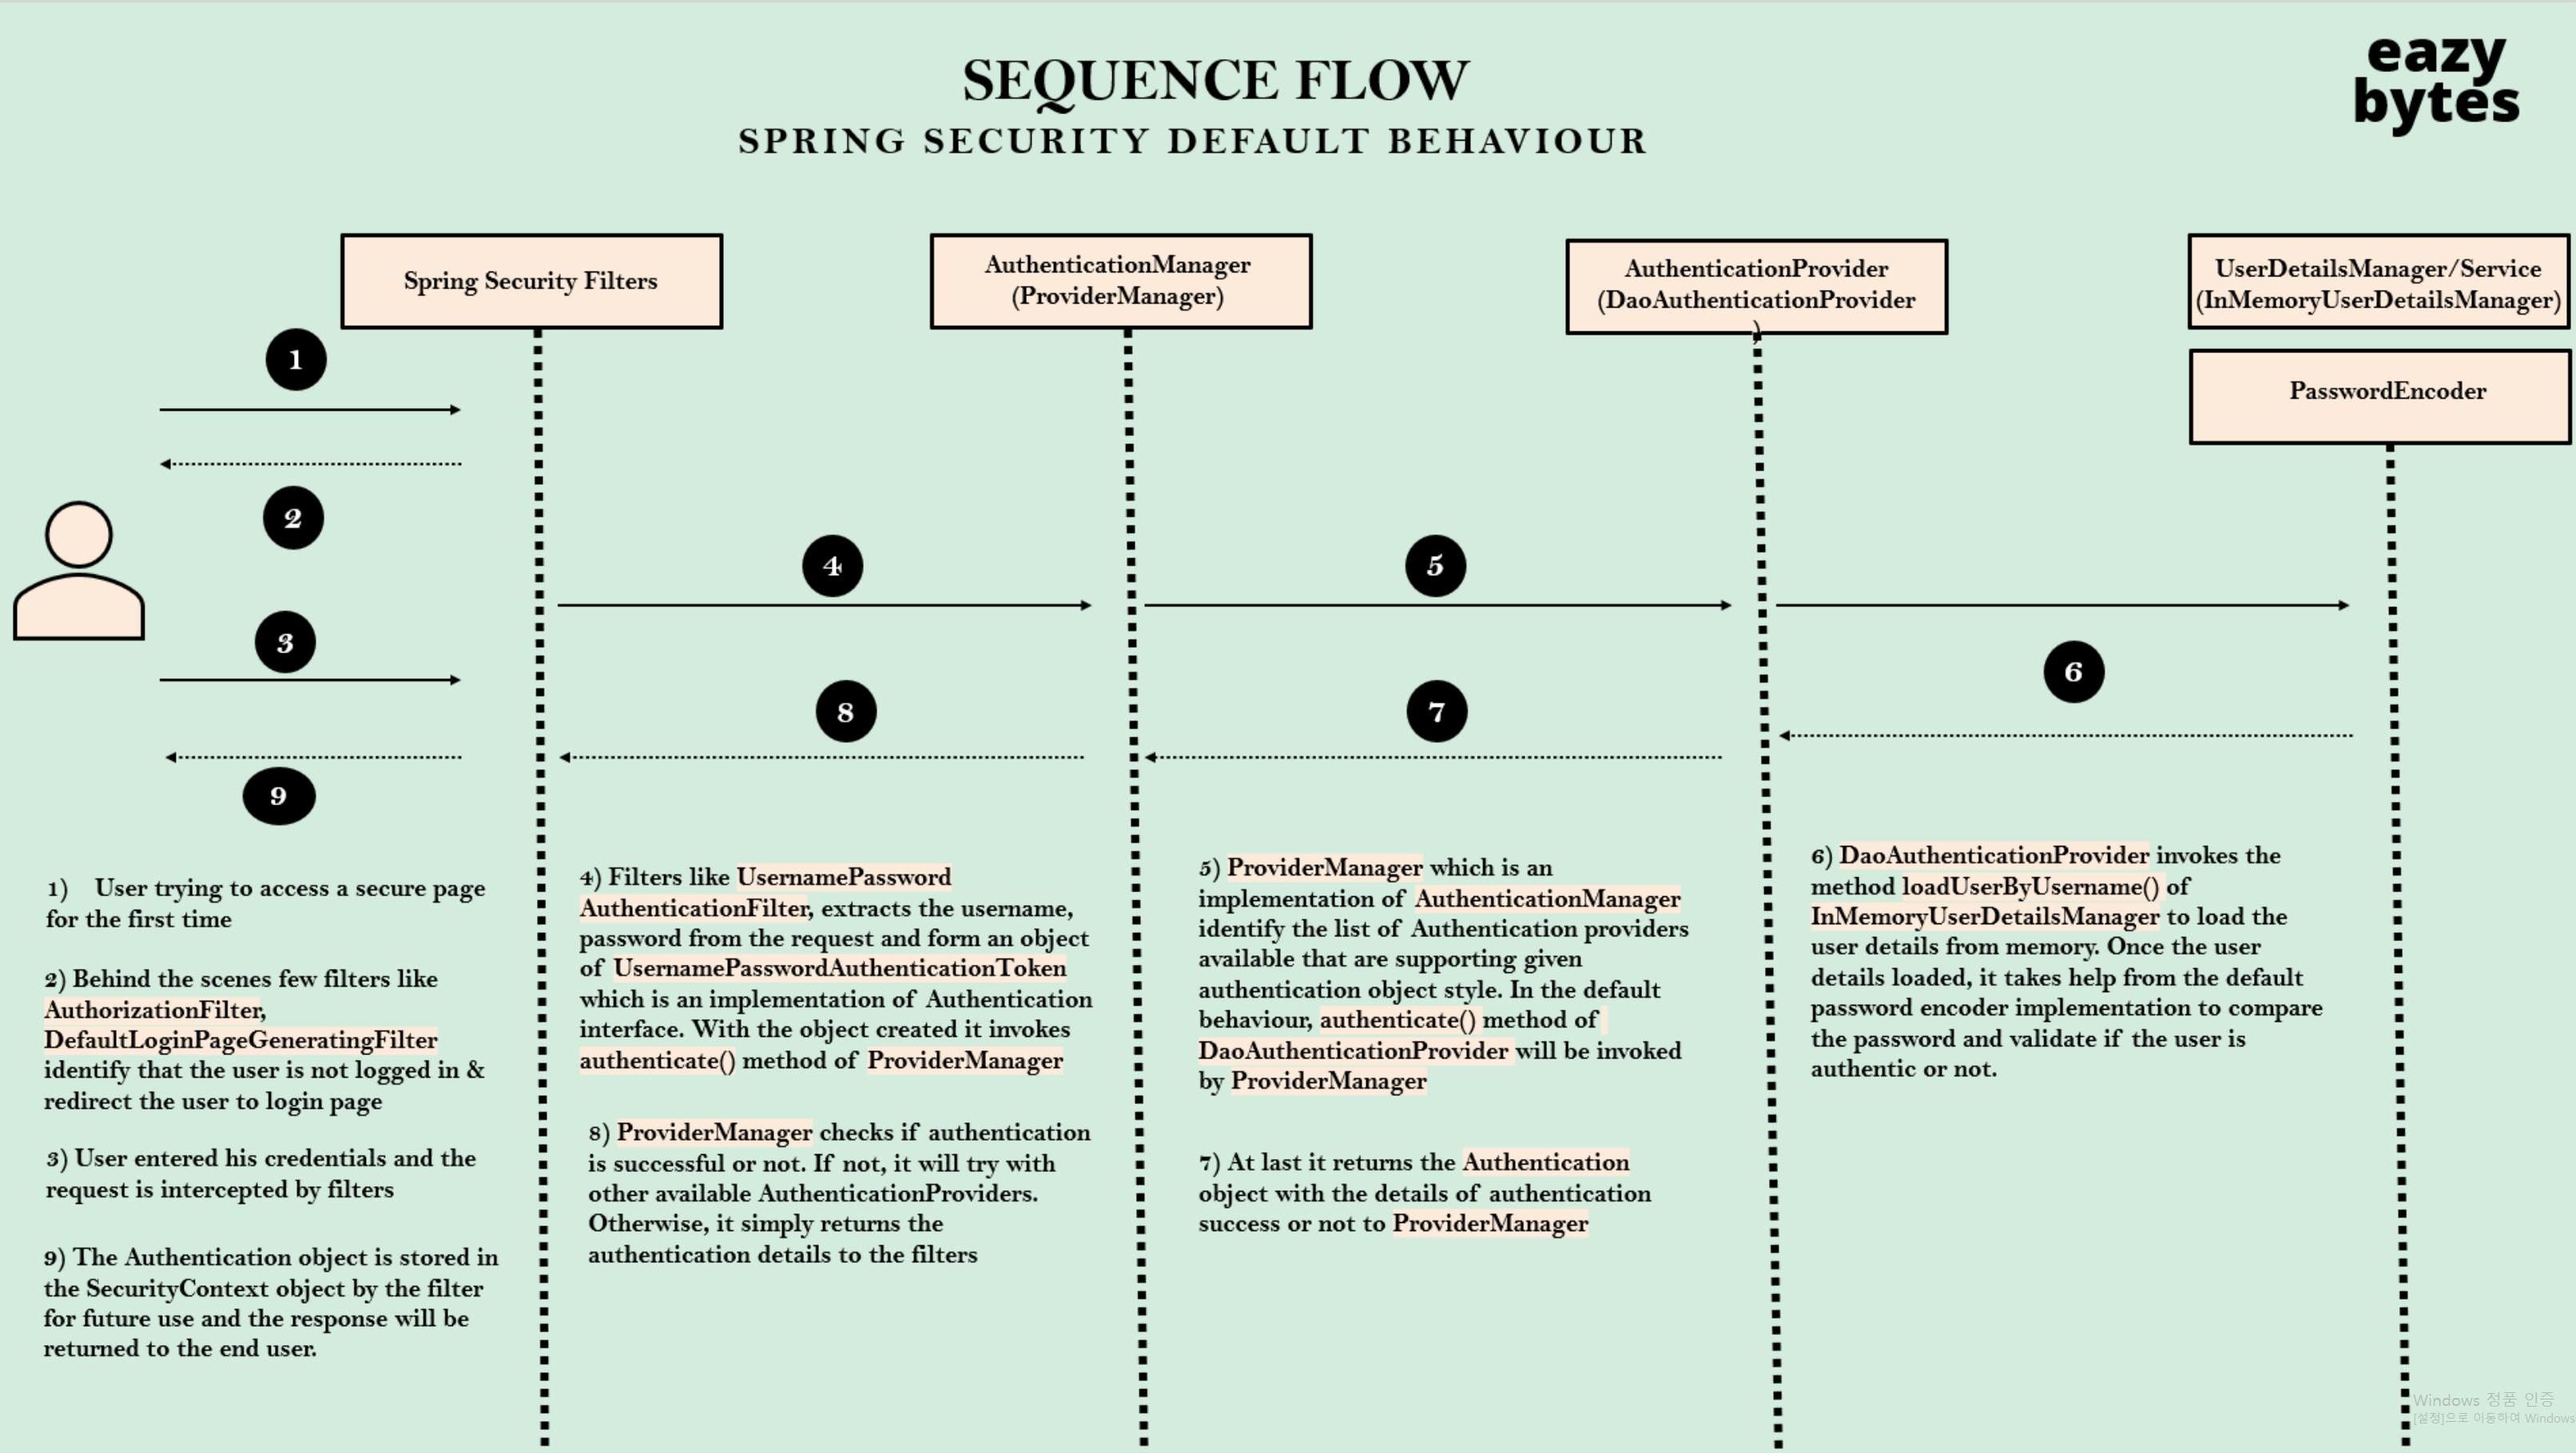 eazy
bytes
SEQUENCE FLOW
SPRING SECURITY DEFAULT BEHAVIOUR
Spring Security Filters
AuthenticationManager
(ProviderManager)
AuthenticationProvider
(DaoAuthenticationProvider
)
UserDetailsManager/Service
(InMemoryUserDetailsManager)
PasswordEncoder
1
2
3
4
5
6
7
8
9
1) User trying to access a secure page
for the first time
2) Behind the scenes few filters like
AuthorizationFilter,
DefaultLoginPageGeneratingFilter
identify that the user is not logged in &
redirect the user to login page
3) User entered his credentials and the
request is intercepted by filters
9) The Authentication object is stored in
the SecurityContext object by the filter
for future use and the response will be
returned to the end user.
4) Filters like UsernamePassword
AuthenticationFilter, extracts the username,
password from the request and form an object
of UsernamePasswordAuthenticationToken
which is an implementation of Authentication
interface. With the object created it invokes
authenticate() method of ProviderManager
8) ProviderManager checks if authentication
is successful or not. If not, it will try with
other available AuthenticationProviders.
Otherwise, it simply returns the
authentication details to the filters
5) ProviderManager which is an
implementation of AuthenticationManager
identify the list of Authentication providers
available that are supporting given
authentication object style. In the default
behaviour, authenticate() method of
DaoAuthenticationProvider will be invoked
by ProviderManager
7) At last it returns the Authentication
object with the details of authentication
success or not to ProviderManager
6) DaoAuthenticationProvider invokes the
method loadUserByUsername() of
InMemoryUserDetailsManager to load the
user details from memory. Once the user
details loaded, it takes help from the default
password encoder implementation to compare
the password and validate if the user is
authentic or not.
Windows 정품 인증
[설정]으로 이동하여 Windows